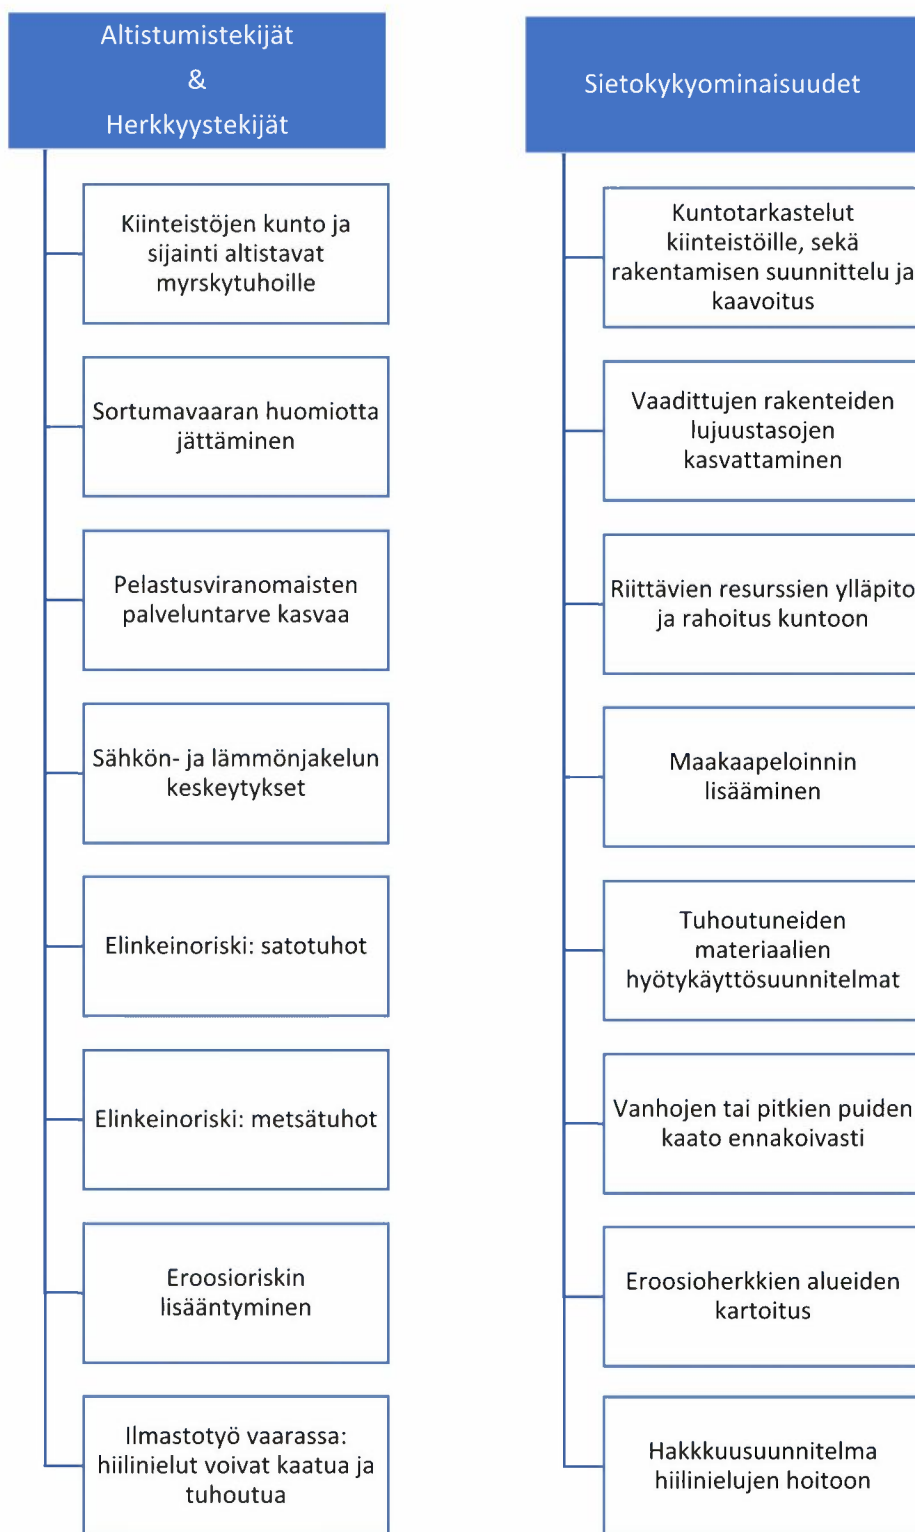 Altistumistekijät
&
Herkkyystekijät
Kiinteistöjen kunto ja
sijainti altistavat
myrskytuhoille
Sortumavaaran huomiotta
jättäminen
Pelastusviranomaisten
palveluntarve kasvaa
Sähkön- ja lämmönjakelun
keskeytykset
Elinkeinoriski: satotuhot
Elinkeinoriski: metsätuhot
Eroosioriskin
lisääntyminen
Ilmastotyö vaarassa:
hiilinielut voivat kaatua ja
tuhoutua
Sietokykyominaisuudet
Kuntotarkastelut
kiinteistöille, sekä
rakentamisen suunnittelu ja
kaavoitus
Vaadittujen rakenteiden
lujuustasojen
kasvattaminen
Riittävien resurssien ylläpito
ja rahoitus kuntoon
Maakaapeloinnin
lisääminen
Tuhoutuneiden
materiaalien
hyötykäyttösuunnitelmat
Vanhojen tai pitkien puiden
kaato ennakoivasti
Eroosioherkkien alueiden
kartoitus
Hakkkuusuunnitelma
hiilinielujen hoitoon